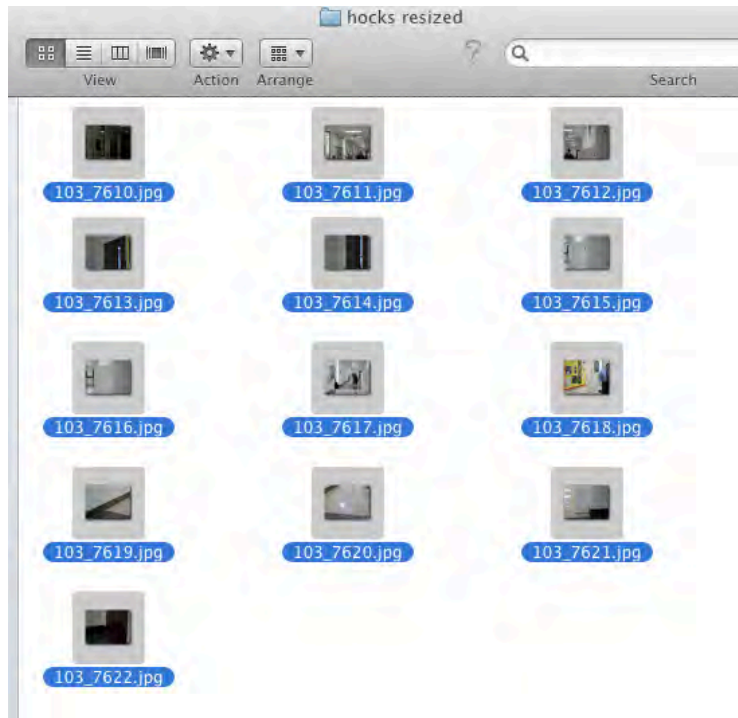 hocks resized
View Action Arrange Search
103_7610.jpg 103_7611.jpg 103_7612.jpg
103_7613.jpg 103_7614.jpg 103_7615.jpg
103_7616.jpg 103_7617.jpg 103_7618.jpg
103_7619.jpg 103_7620.jpg 103_7621.jpg
103_7622.jpg